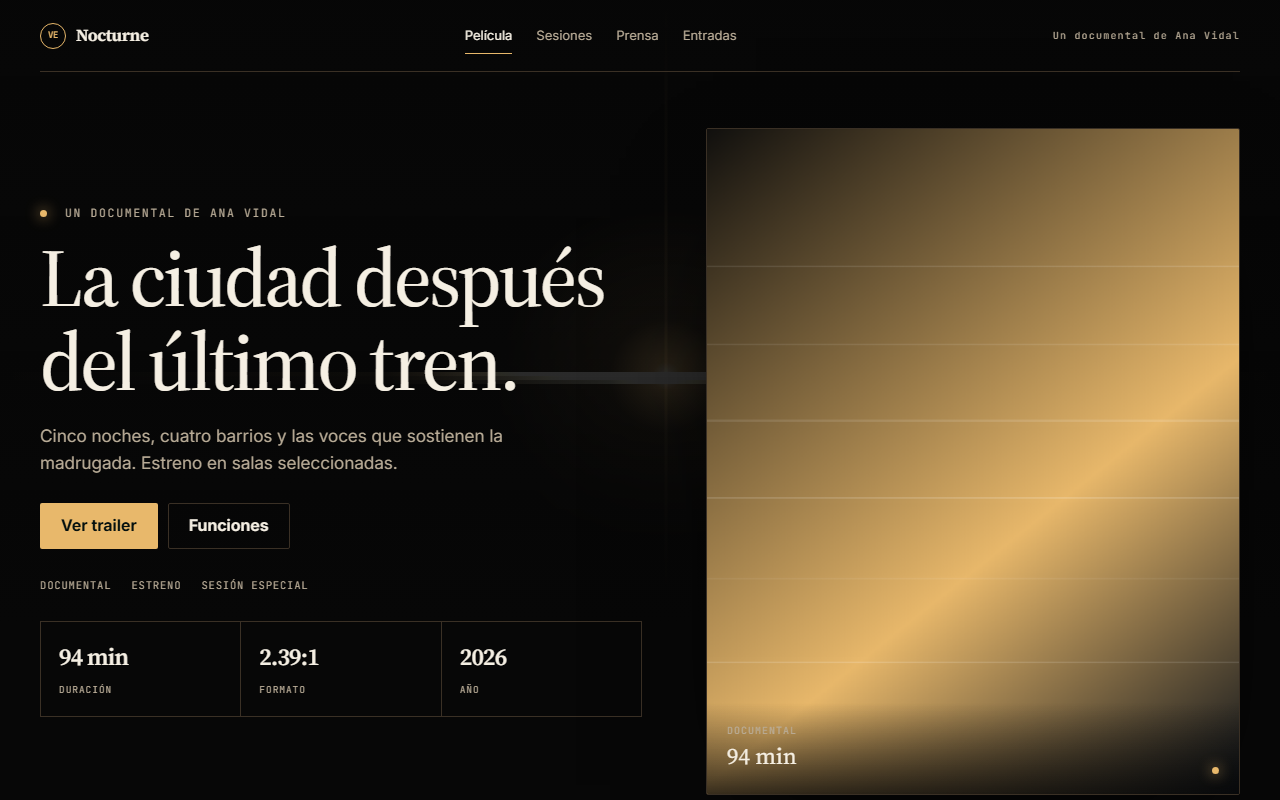 VE
Nocturne
Película
Sesiones
Prensa
Entradas
Un documental de Ana Vidal
UN DOCUMENTAL DE ANA VIDAL
La ciudad después
del último tren.
Cinco noches, cuatro barrios y las voces que sostienen la
madrugada. Estreno en salas seleccionadas.
Ver trailer
Funciones
DOCUMENTAL
ESTRENO
SESIÓN ESPECIAL
94 min
DURACIÓN
2.39:1
FORMATO
2026
AÑO
DOCUMENTAL
94 min